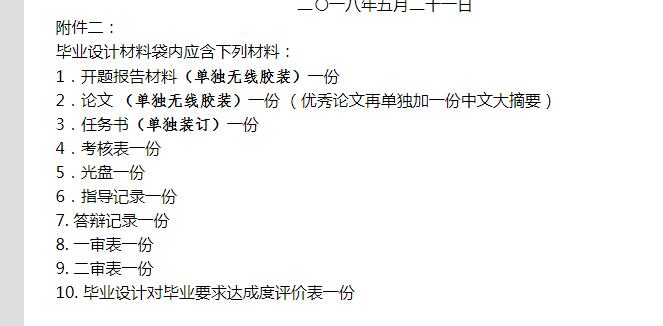 二〇一八年五月二十一日
附件二：
毕业设计材料袋内应含下列材料：
1．开题报告材料（单独无线胶装）一份
2．论文（单独无线胶装）一份（优秀论文再单独加一份中文大摘要）
3．任务书（单独装订）一份
4．考核表一份
5．光盘一份
6．指导记录一份
7. 答辩记录一份
8. 一审表一份
9. 二审表一份
10. 毕业设计对毕业要求达成度评价表一份